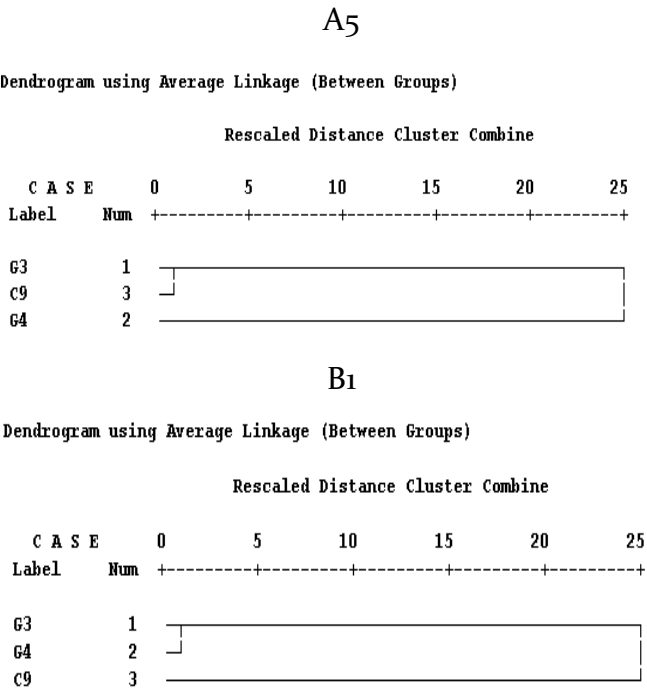 A5
Dendrogram using Average Linkage (Between Groups)
Rescaled Distance Cluster Combine
C A S E 0 5 10 15 20 25
Label Num +---------+---------+---------+---------+---------+
G3 1
C9 3
G4 2
B1
Dendrogram using Average Linkage (Between Groups)
Rescaled Distance Cluster Combine
C A S E 0 5 10 15 20 25
Label Num +---------+---------+---------+---------+---------+
G3 1
G4 2
C9 3